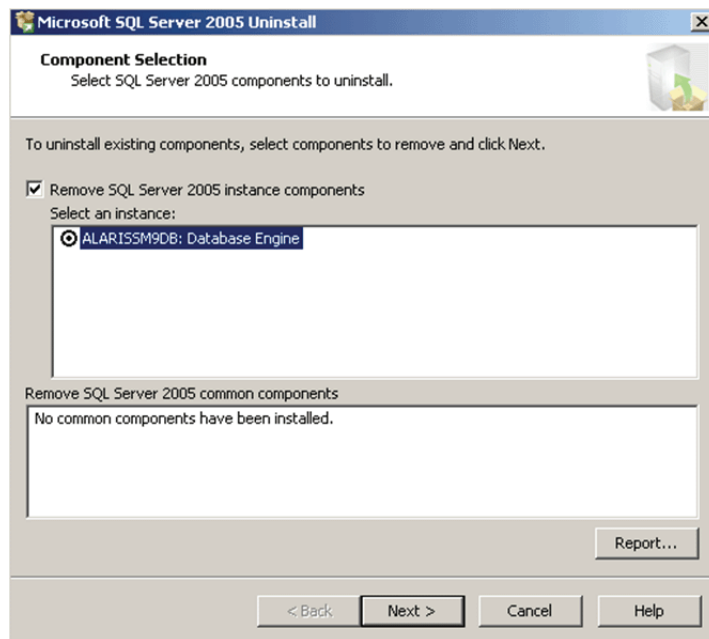 Microsoft SQL Server 2005 Uninstall
Component Selection
Select SQL Server 2005 components to uninstall.
To uninstall existing components, select components to remove and click Next.
Remove SQL Server 2005 instance components
Select an instance:
ALARISSM9DB: Database Engine
Remove SQL Server 2005 common components
No common components have been installed.
Report...
< Back
Next >
Cancel
Help